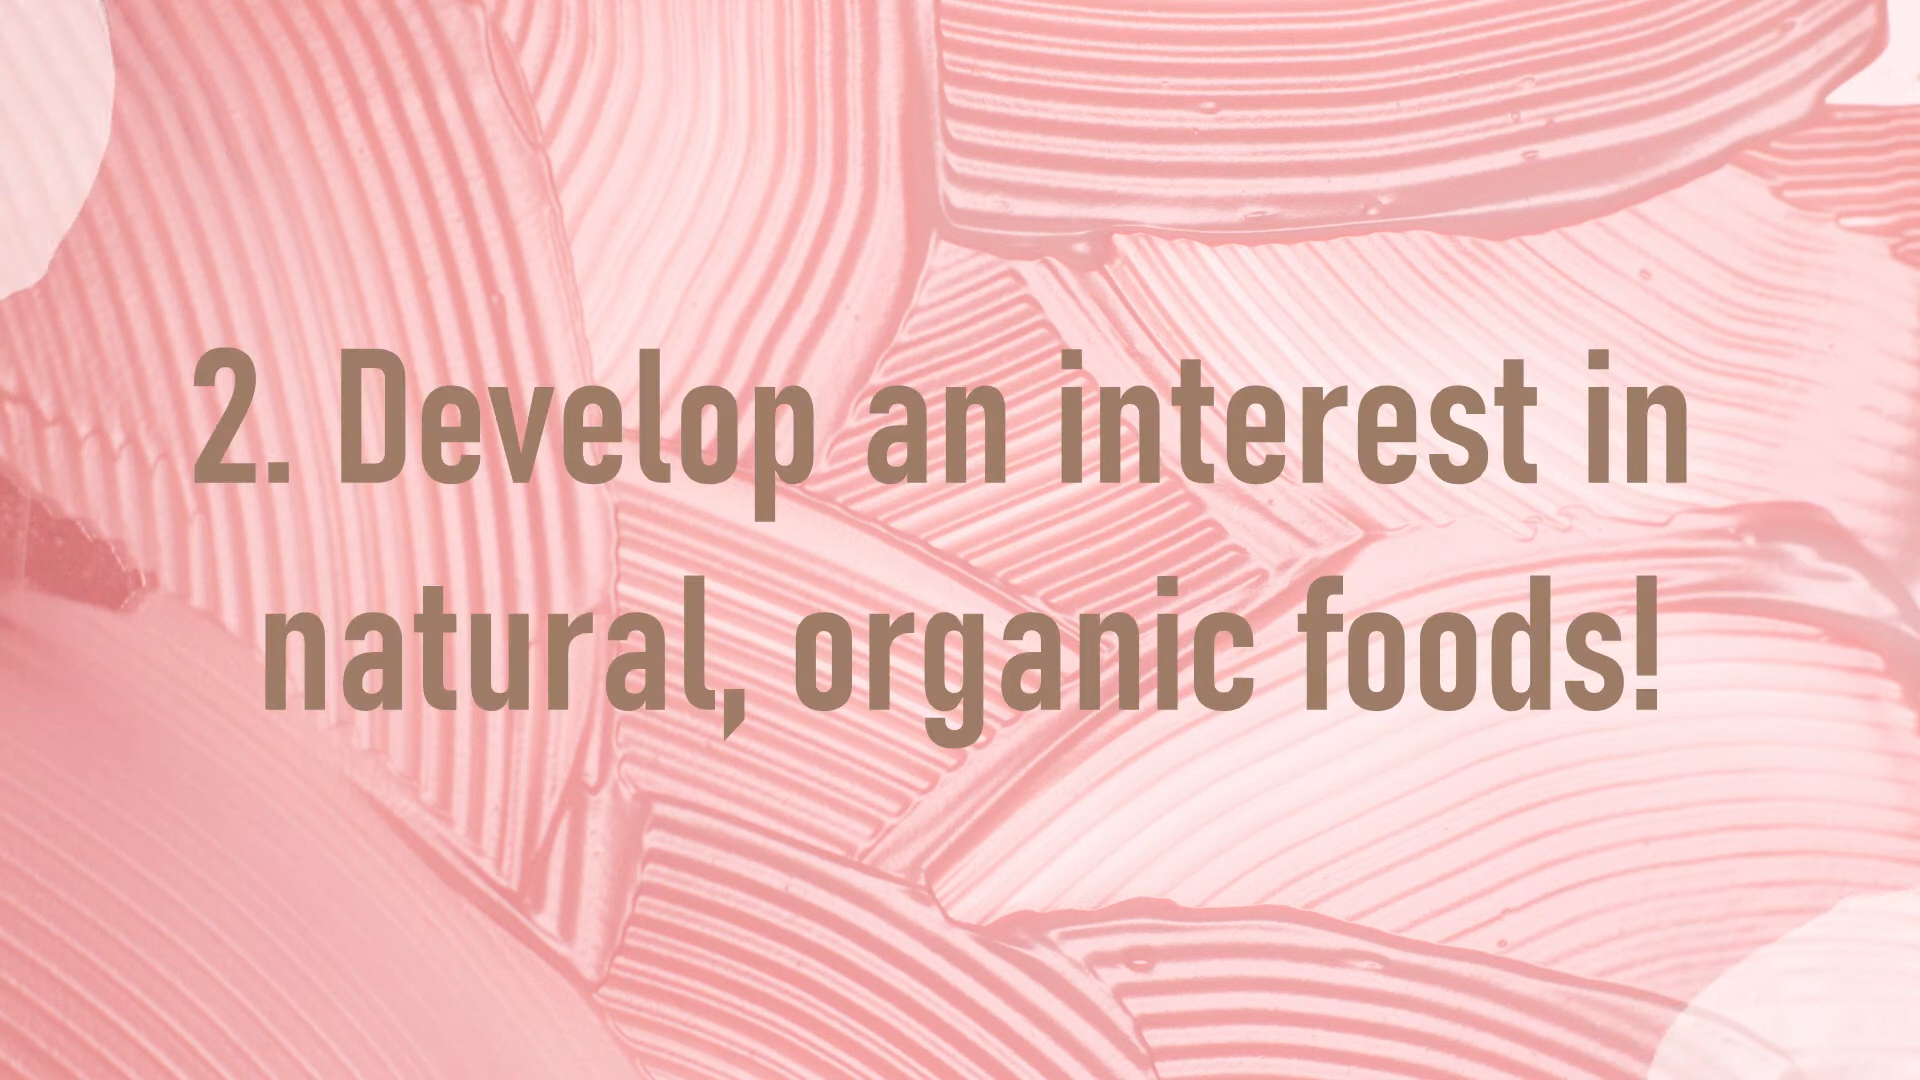 2. Develop an interest in
natural, organic foods!